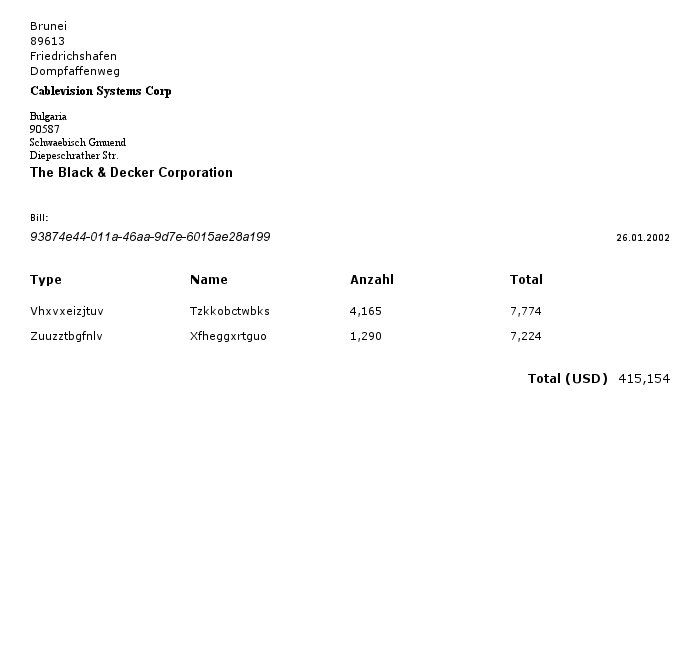 Brunei
89613
Friedrichshafen
Dompfaffenweg
Cablevision Systems Corp
Bulgaria
90587
Schwaebisch Gmuend
Diepeschrather Str.
The Black & Decker Corporation
Bill:
93874e44-011a-46aa-9d7e-6015ae28a199 26.01.2002
Type Name Anzahl Total
Vhxvxeizjtuv Tzkkobctwbks 4,165 7,774
Zuuzztbgfnlv Xfheggxrtguo 1,290 7,224
Total (USD) 415,154